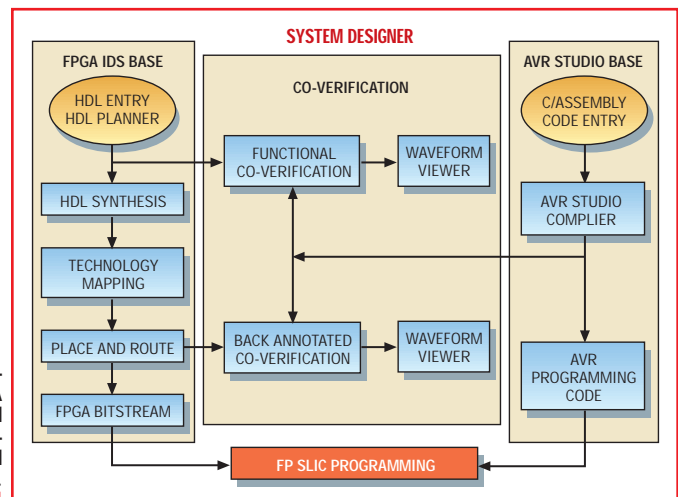 SYSTEM DESIGNER
FPGA IDS BASE
HDL ENTRY
HDL PLANNER
HDL SYNTHESIS
TECHNOLOGY
MAPPING
PLACE AND ROUTE
FPGA BITSTREAM
CO-VERIFICATION
FUNCTIONAL
CO-VERIFICATION
WAVEFORM
VIEWER
BACK ANNOTATED
CO-VERIFICATION
WAVEFORM
VIEWER
AVR STUDIO BASE
C/ASSEMBLY
CODE ENTRY
AVR STUDIO
COMPLIER
AVR
PROGRAMMING
CODE
FP SLIC PROGRAMMING